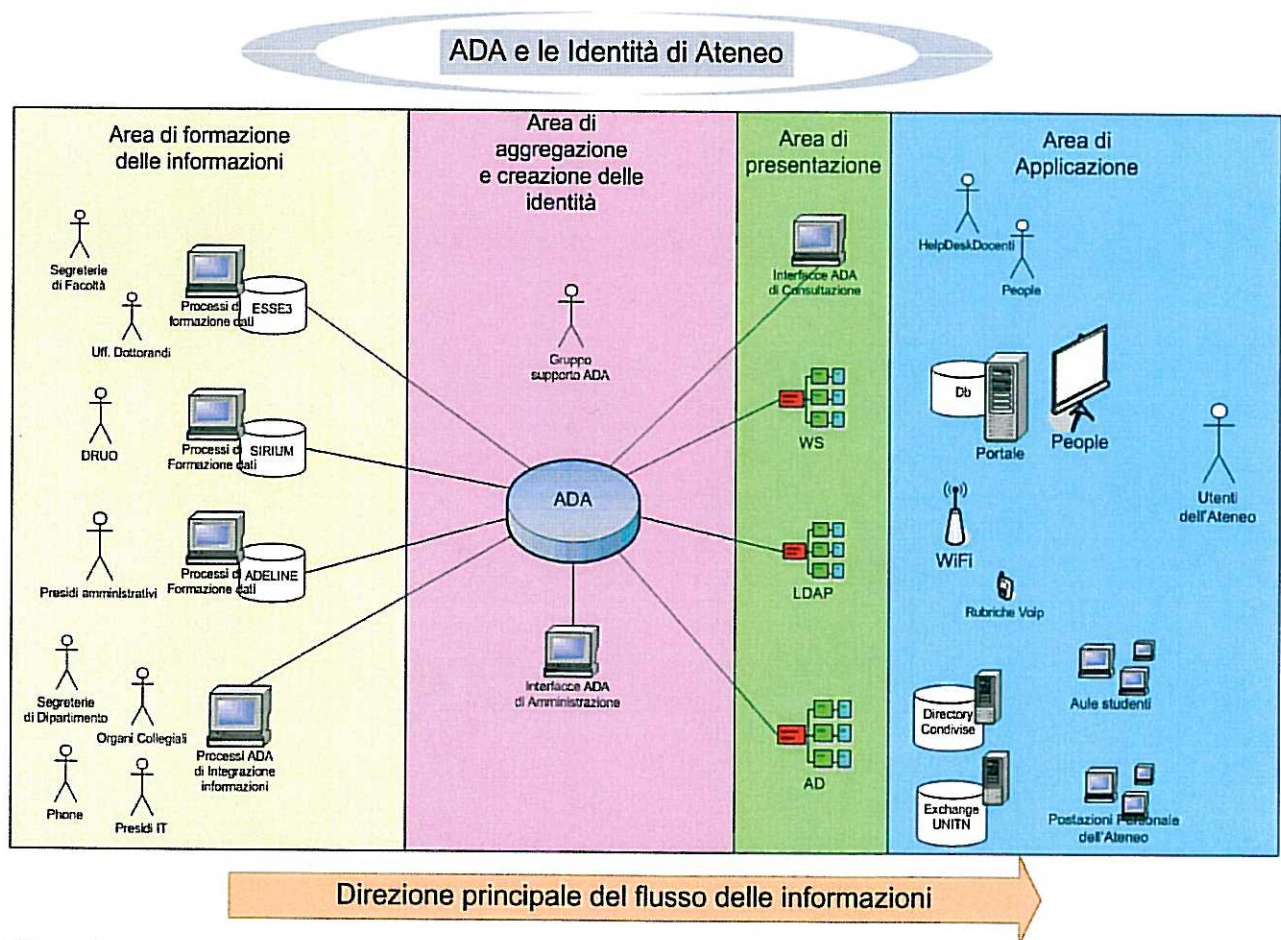 ADA e le Identità di Ateneo
Area di formazione
delle informazioni
Segreterie
di Facoltà
Processi di
formazione dati
ESSE3
Uff. Dottorandi
DRUO
Processi di
Formazione dati
SIRIUM
Presidi amministrativi
Processi di
Formazione dati
ADELINE
Segreterie
di Dipartimento
Organi Collegiali
Processi ADA
di Integrazione
informazioni
Phone
Presidi IT
Area di
aggregazione
e creazione delle
identità
Gruppo
supporto ADA
ADA
Interfacce ADA
di Amministrazione
Area di
presentazione
Interfacce ADA
di Consultazione
WS
LDAP
AD
Area di
Applicazione
HelpDeskDocenti
People
Db
Portale
People
Utenti
dell'Ateneo
WiFi
Rubriche Voip
Directory
Condivise
Aule studenti
Exchange
UNITN
Postazioni Personale
dell'Ateneo
Direzione principale del flusso delle informazioni